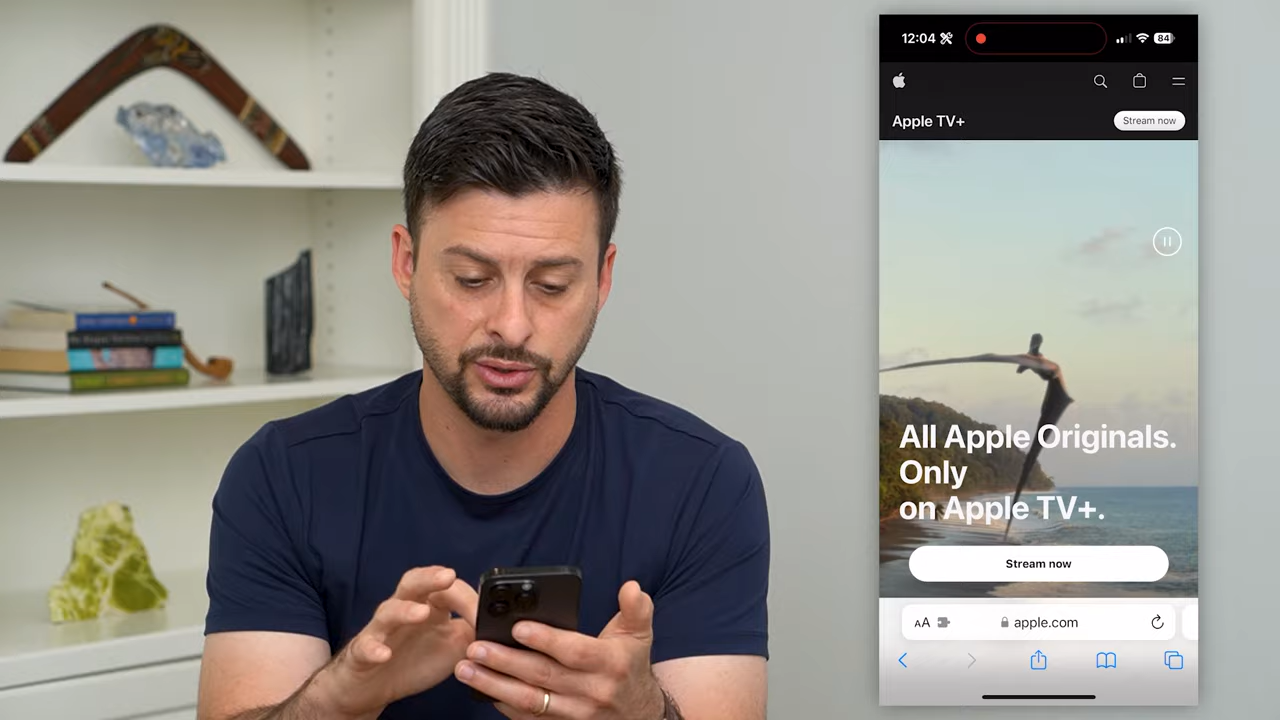 12:04
84
Apple TV+
Stream now
All Apple Originals.
Only
on Apple TV+.
Stream now
AA
apple.com